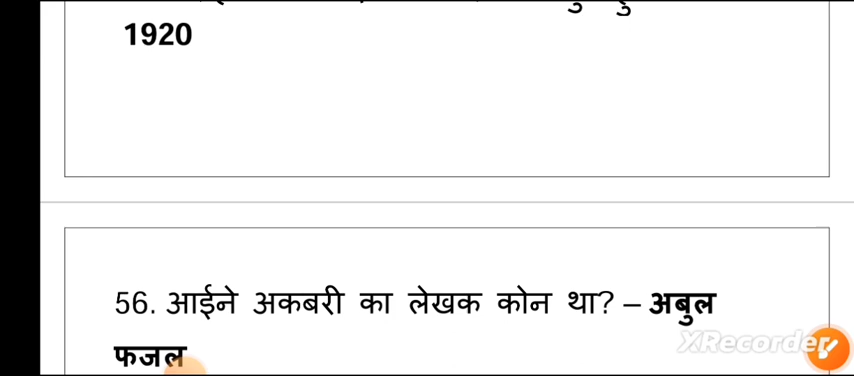 1920
56. आईने अकबरी का लेखक कोन था? – अबुल
फजल
XRecorder